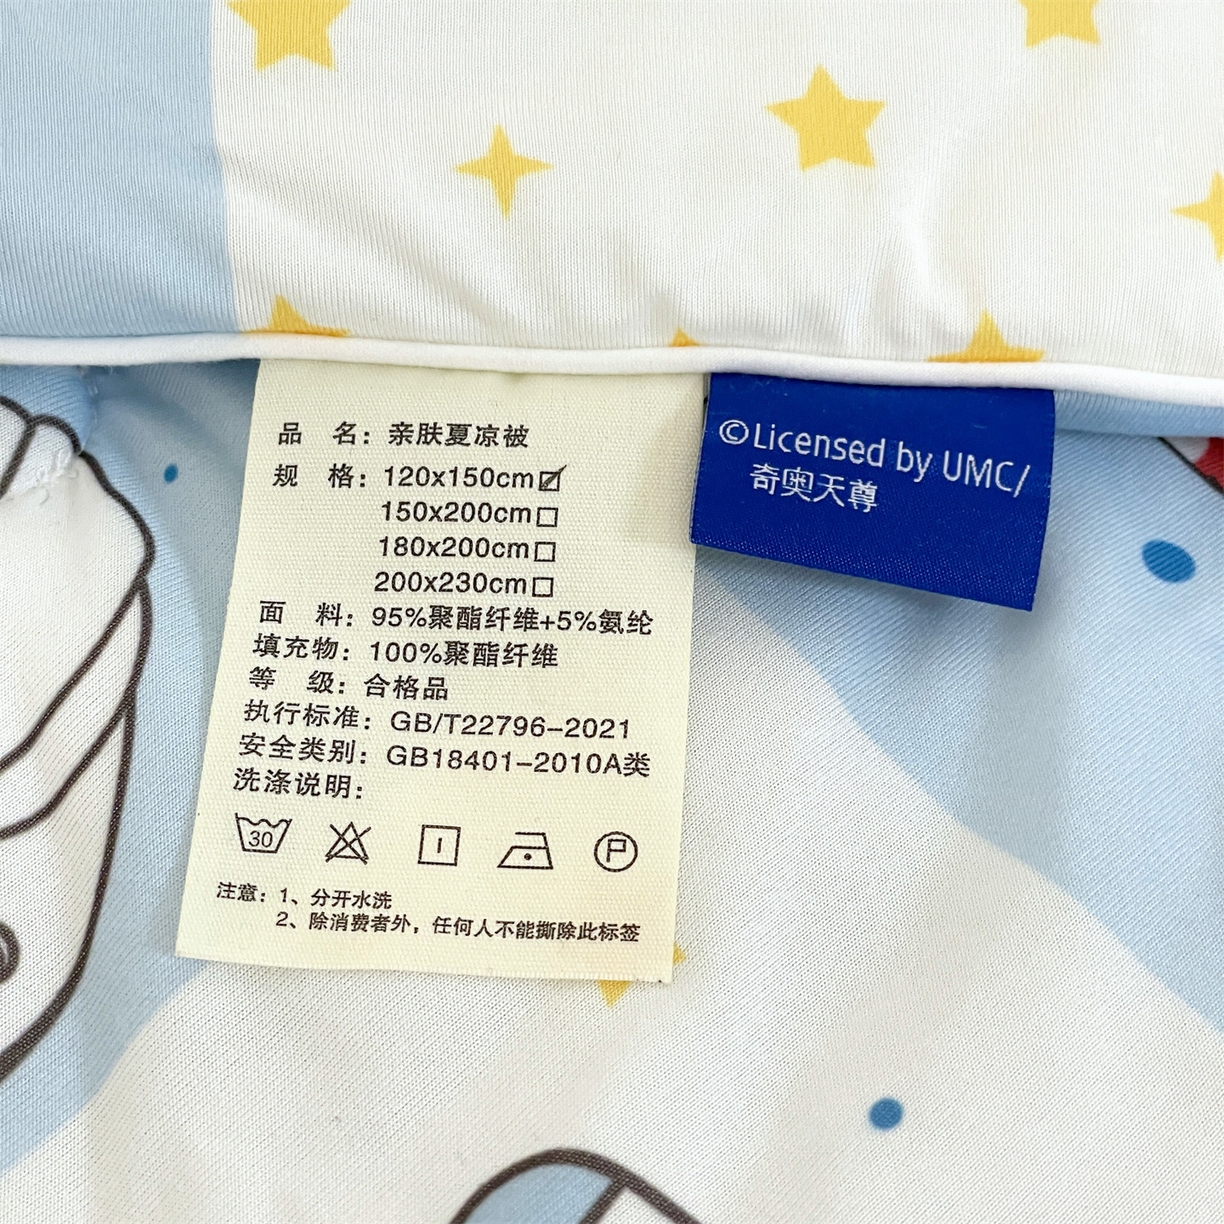 品 名：亲肤夏凉被
规 格：120x150cm☑
150x200cm□
180x200cm□
200x230cm□
面 料：95%聚酯纤维+5%氨纶
填充物：100%聚酯纤维
等 级：合格品
执行标准：GB/T22796-2021
安全类别：GB18401-2010A类
洗涤说明：
30
P
注意：1、分开水洗
2、除消费者外，任何人不能撕除此标签
©Licensed by UMC/
奇奥天尊